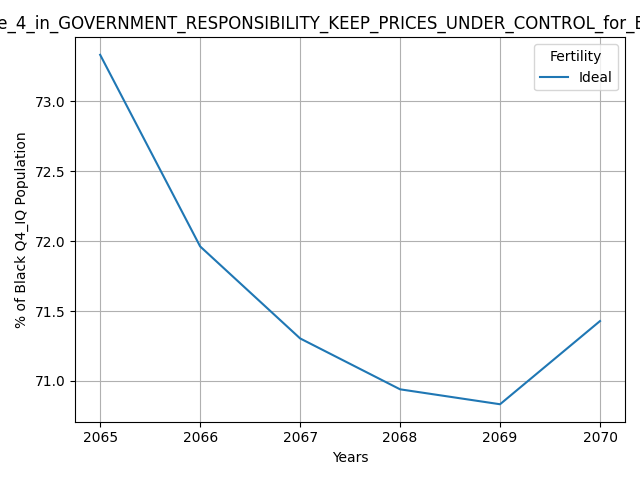 e_4_in_GOVERNMENT_RESPONSIBILITY_KEEP_PRICES_UNDER_CONTROL_for_B
Fertility
Ideal
73.0
72.5
72.0
71.5
71.0
% of Black Q4_IQ Population
2065 2066 2067 2068 2069 2070
Years